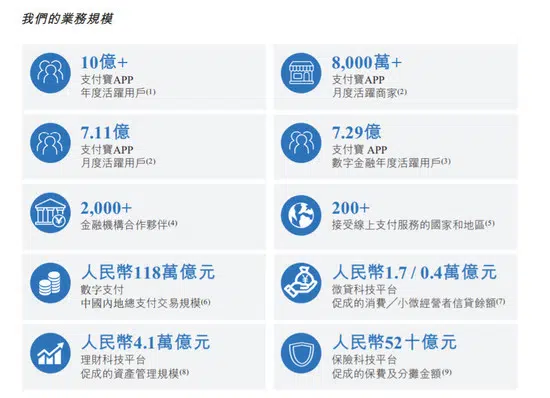 我們的業務規模
10億+
支付寶APP
年度活躍用戶(1)
8,000萬+
支付寶APP
月度活躍商家(2)
7.11億
支付寶APP
月度活躍用戶(2)
7.29億
支付寶 APP
數字金融年度活躍用戶(3)
2,000+
金融機構合作夥伴(4)
200+
接受線上支付服務的國家和地區(5)
人民幣118萬億元
數字支付
中國內地總支付交易規模(6)
人民幣1.7 / 0.4萬億元
微貸科技平台
促成的消費╱小微經營者信貸餘額(7)
人民幣4.1萬億元
理財科技平台
促成的資產管理規模(8)
人民幣52十億元
保險科技平台
促成的保費及分攤金額(9)